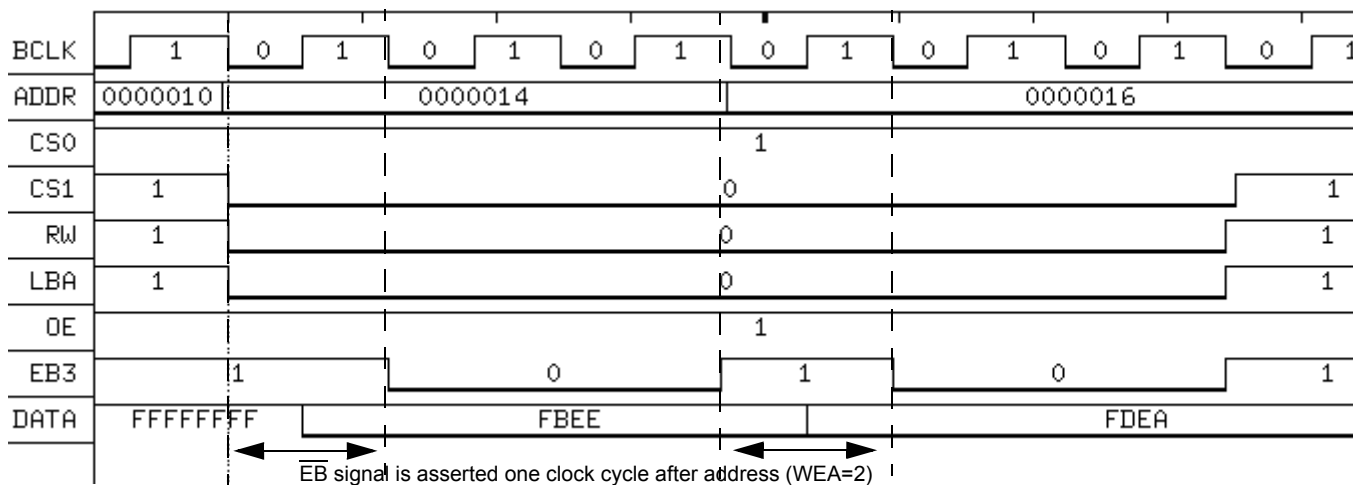 BCLK 1 0 1 0 1 0 1 0 1 0 1 0 1 0 1
ADDR 0000010 0000014 0000016
CS0 1
CS1 1 0 1
RW 1 0 1
LBA 1 0 1
OE 1
EB3 1 0 1 0 1
DATA FFFFFFFF FBEE FDEA
EB signal is asserted one clock cycle after address (WEA=2)